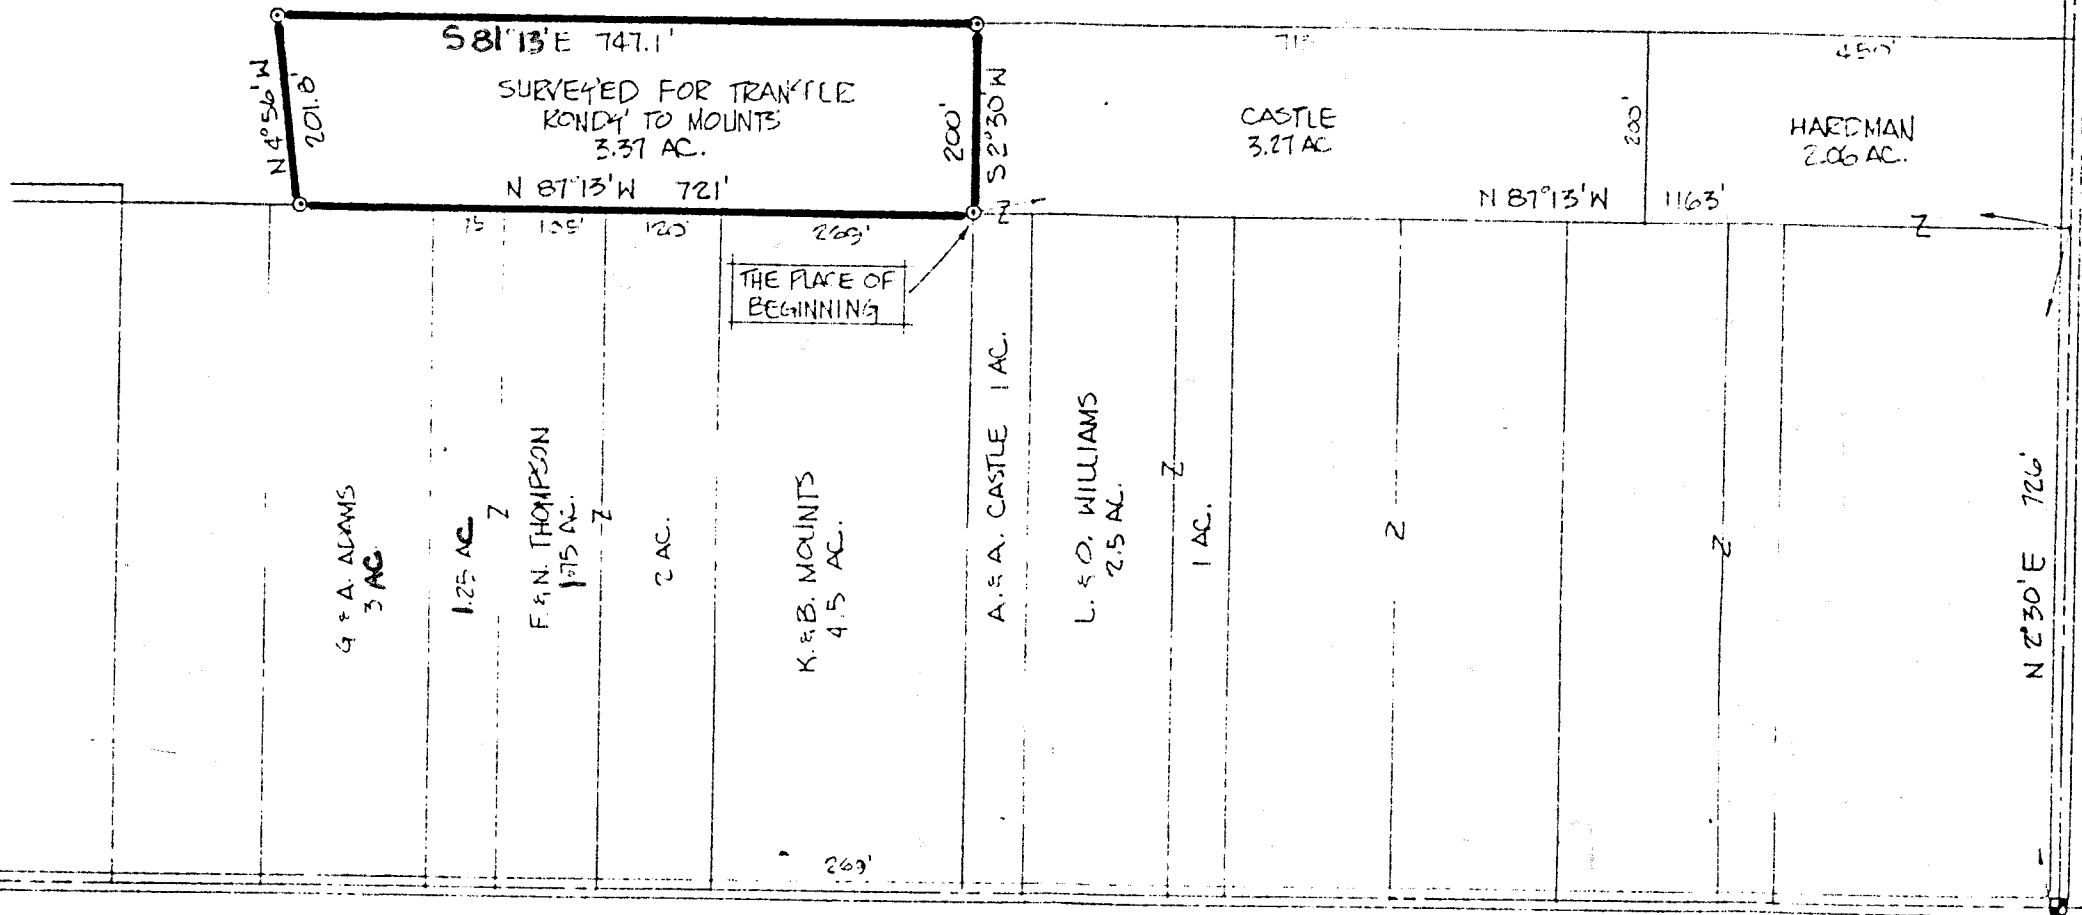 S 81°13'E 747.1'
SURVEYED FOR
TO MOUNTS
3.37 AC.
N 4°56' W
201.8'
200'
S 2°30' W
N 87°13'W 721'
75
105'
120'
269'
THE PLACE OF
BEGINNING
CASTLE
3.27 AC
200'
450'
HARDMAN
2.06 AC.
N 87°13'W 1163'
Z
Z
G & A. ADAMS
3 AC.
1.25 AC
Z
F. & N. THOMPSON
1.75 AC.
Z
2 AC.
K. & B. MOUNTS
4.5 AC.
A. & A. CASTLE 1 AC.
L. & O. WILLIAMS
2.5 AC.
Z
1 AC.
Z
Z
N 2°30' E 726'
269'